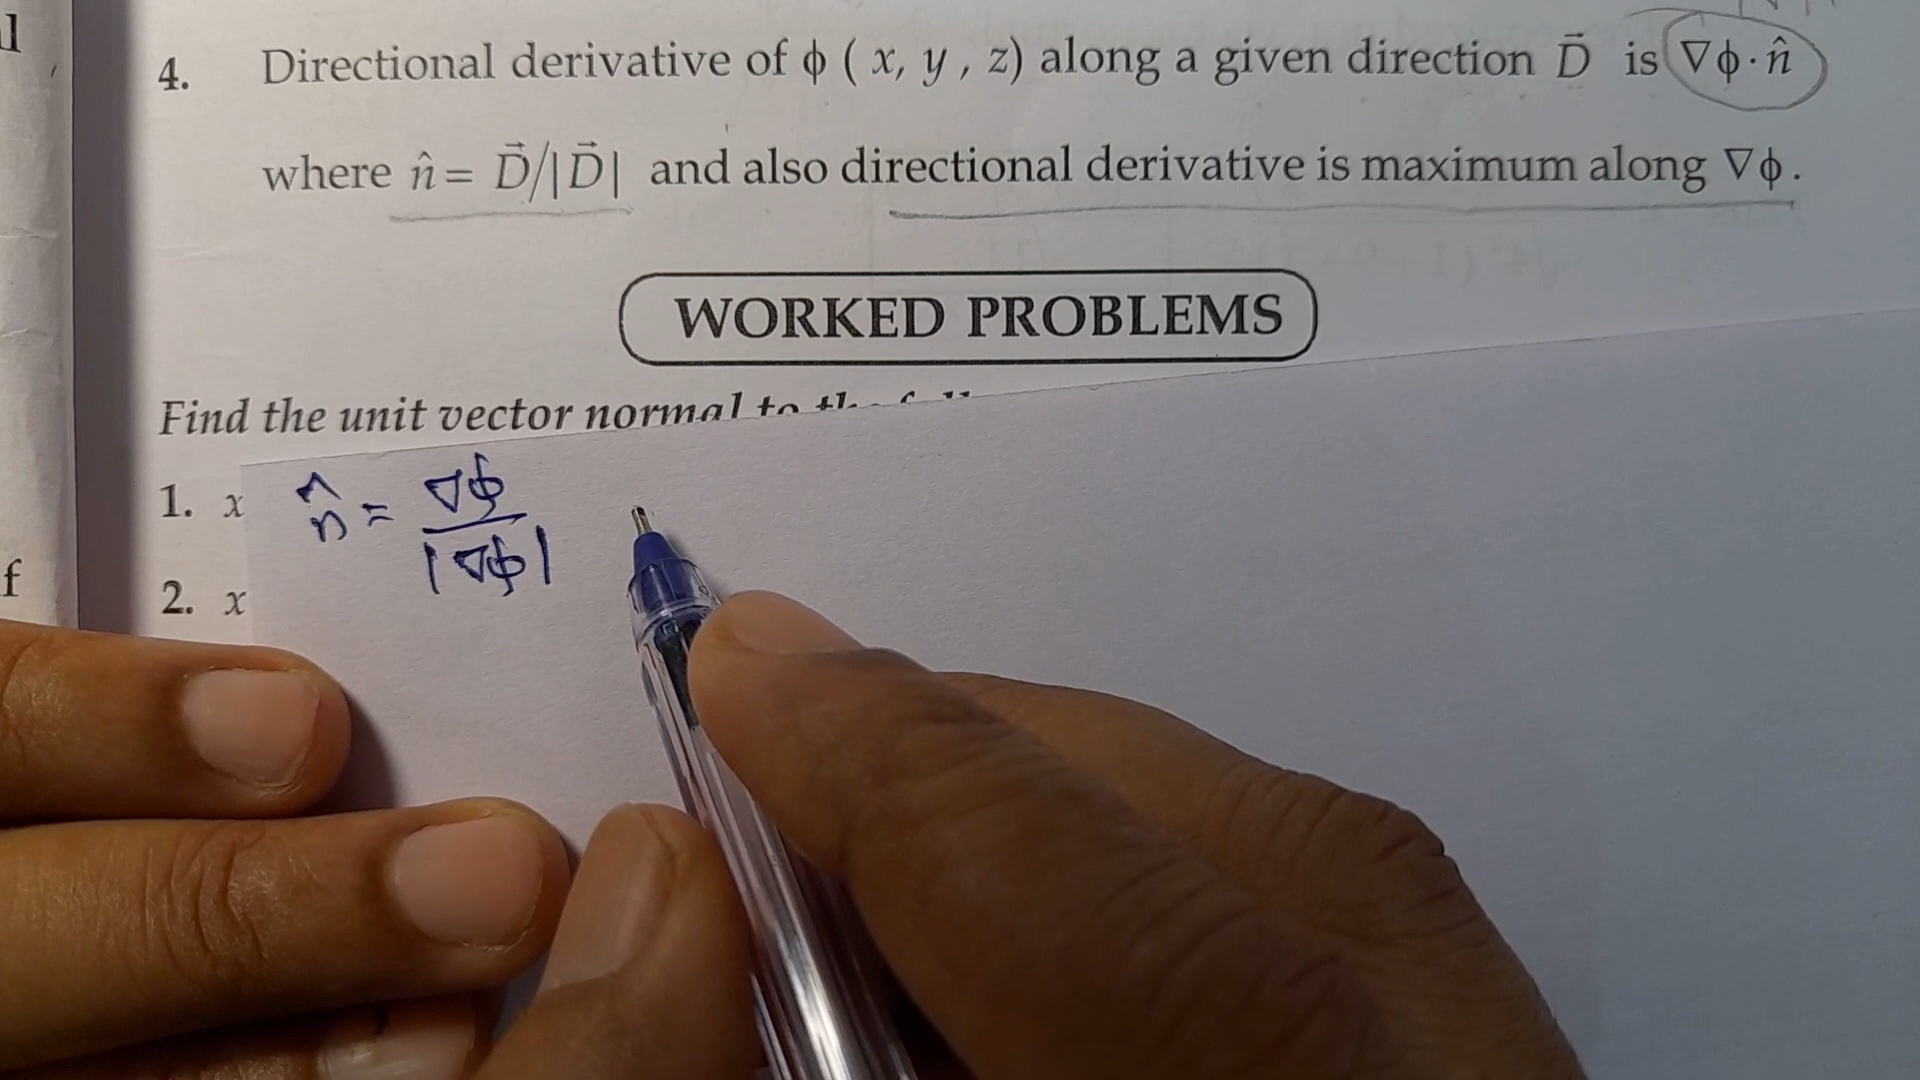 4. Directional derivative of ϕ ( x, y , z) along a given direction D⃗ is ∇ϕ · n̂
where n̂ = D⃗/|D⃗| and also directional derivative is maximum along ∇ϕ .
WORKED PROBLEMS
Find the unit vector normal to
1. x
2. x
n̂ = ∇ϕ / |∇ϕ|
f